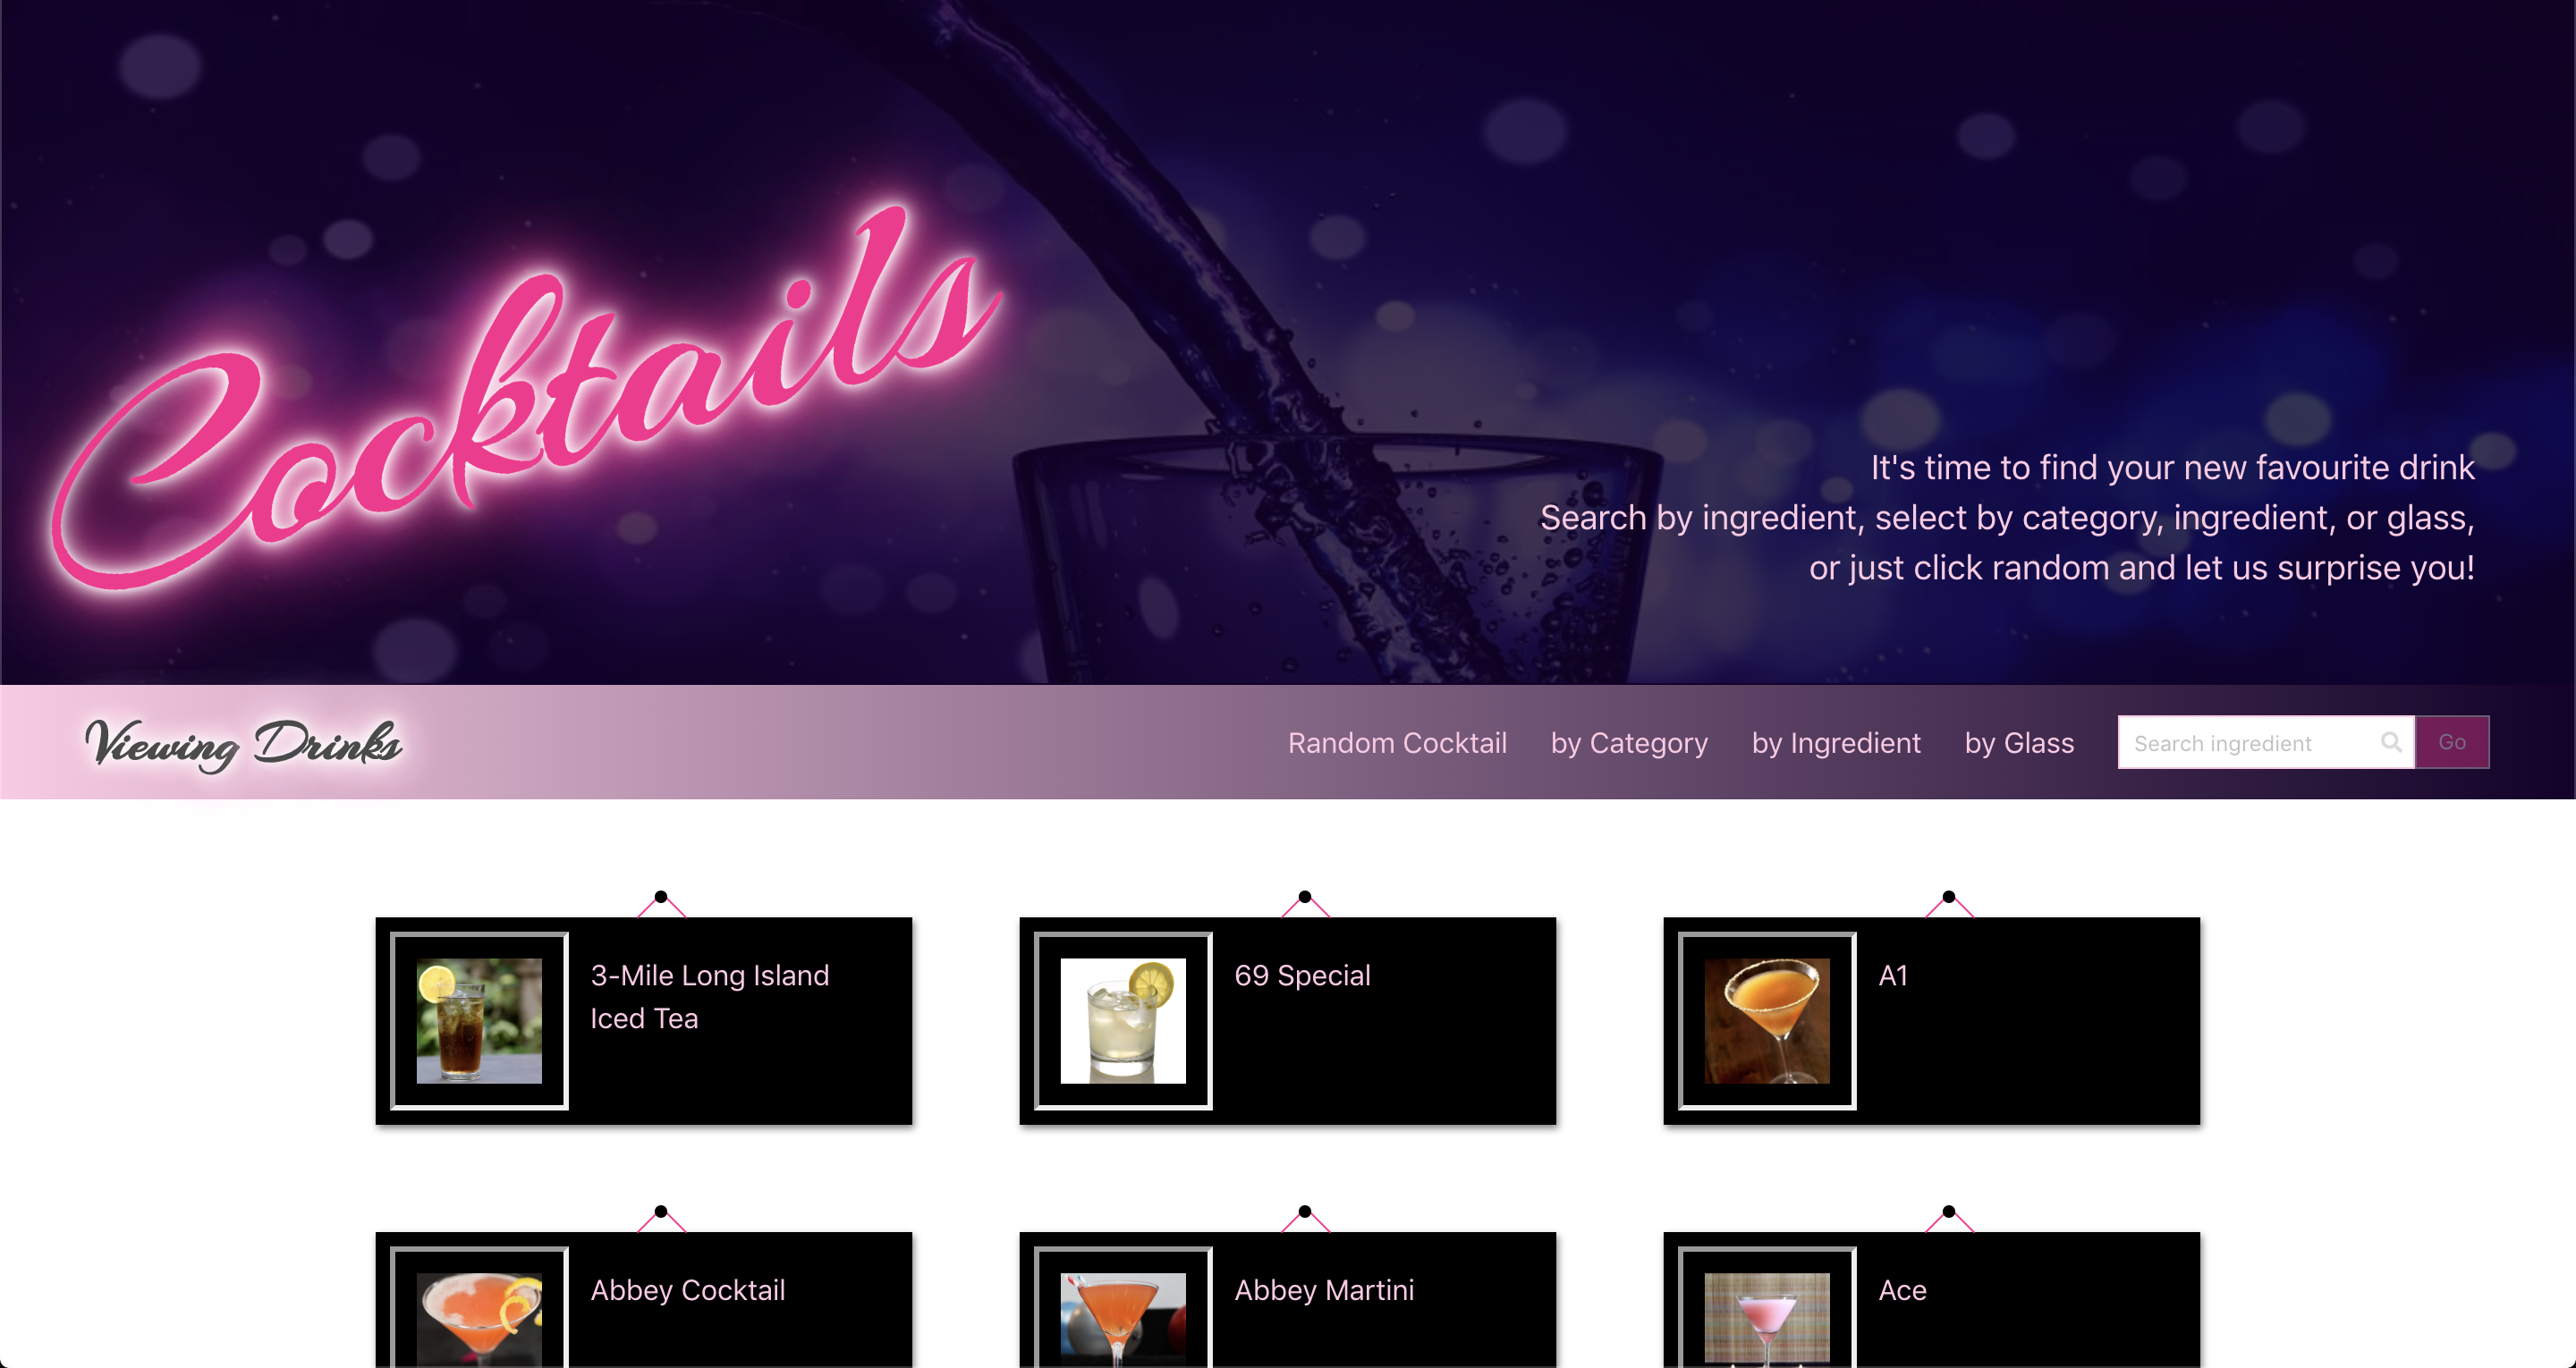 Cocktails
It's time to find your new favourite drink
Search by ingredient, select by category, ingredient, or glass,
or just click random and let us surprise you!
Viewing Drinks
Random Cocktail by Category by Ingredient by Glass Search ingredient Go
3-Mile Long Island
Iced Tea
69 Special
A1
Abbey Cocktail
Abbey Martini
Ace